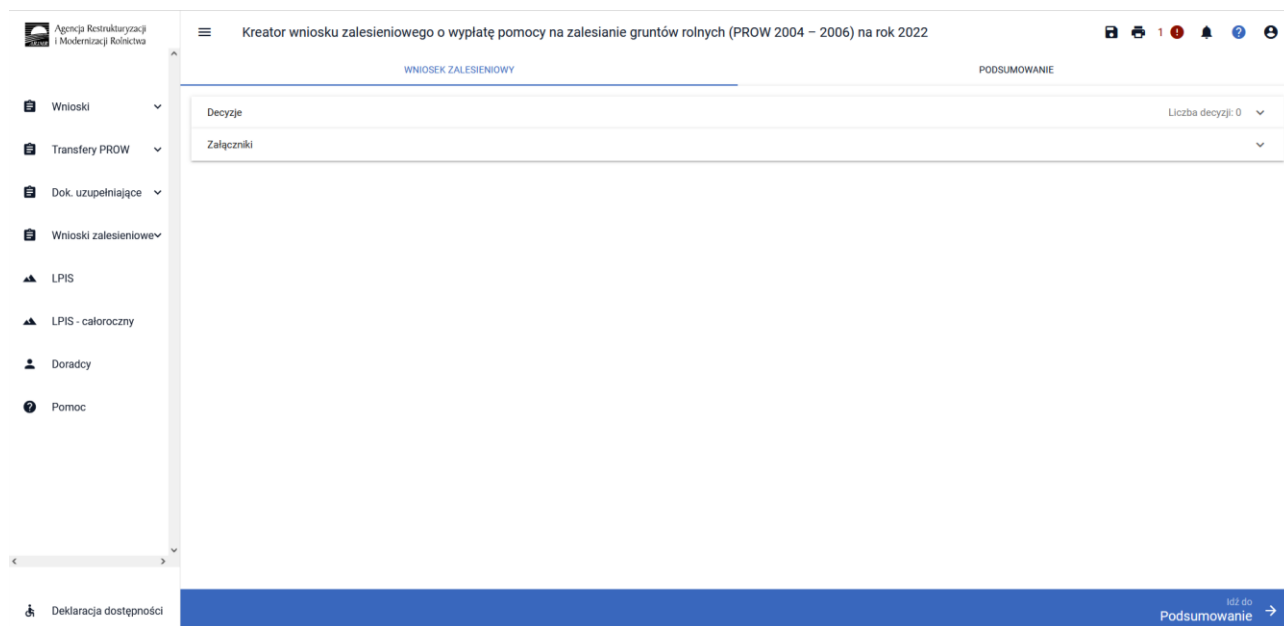 Agencja Restrukturyzacji
i Modernizacji Rolnictwa
Kreator wniosku zalesieniowego o wypłatę pomocy na zalesianie gruntów rolnych (PROW 2004 – 2006) na rok 2022
1
WNIOSEK ZALESIENIOWY
PODSUMOWANIE
Wnioski
Transfery PROW
Dok. uzupełniające
Wnioski zalesieniowe
LPIS
LPIS - całoroczny
Doradcy
Pomoc
Deklaracja dostępności
Decyzje
Liczba decyzji: 0
Załączniki
Idź do
Podsumowanie